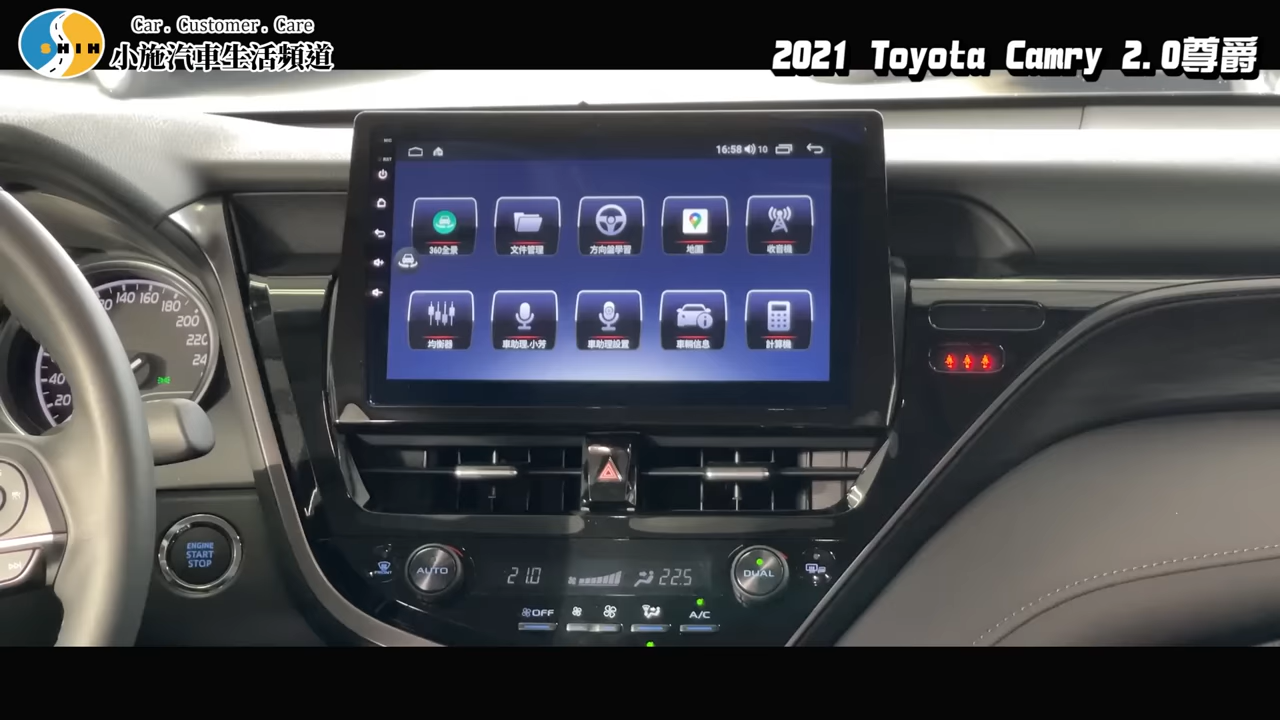 Car. Customer. Care
SHIH
小施汽車生活頻道
2021 Toyota Camry 2.0尊爵
16:58 10
RST
360全景 文件管理 方向盤學習 地圖 收音機
均衡器 車助理.小芳 車助理設置 車輛信息 計算機
140 160 180
200
220
24
40
20
ENGINE
START
STOP
FRONT
AUTO
21.0
22.5
DUAL
OFF
A/C